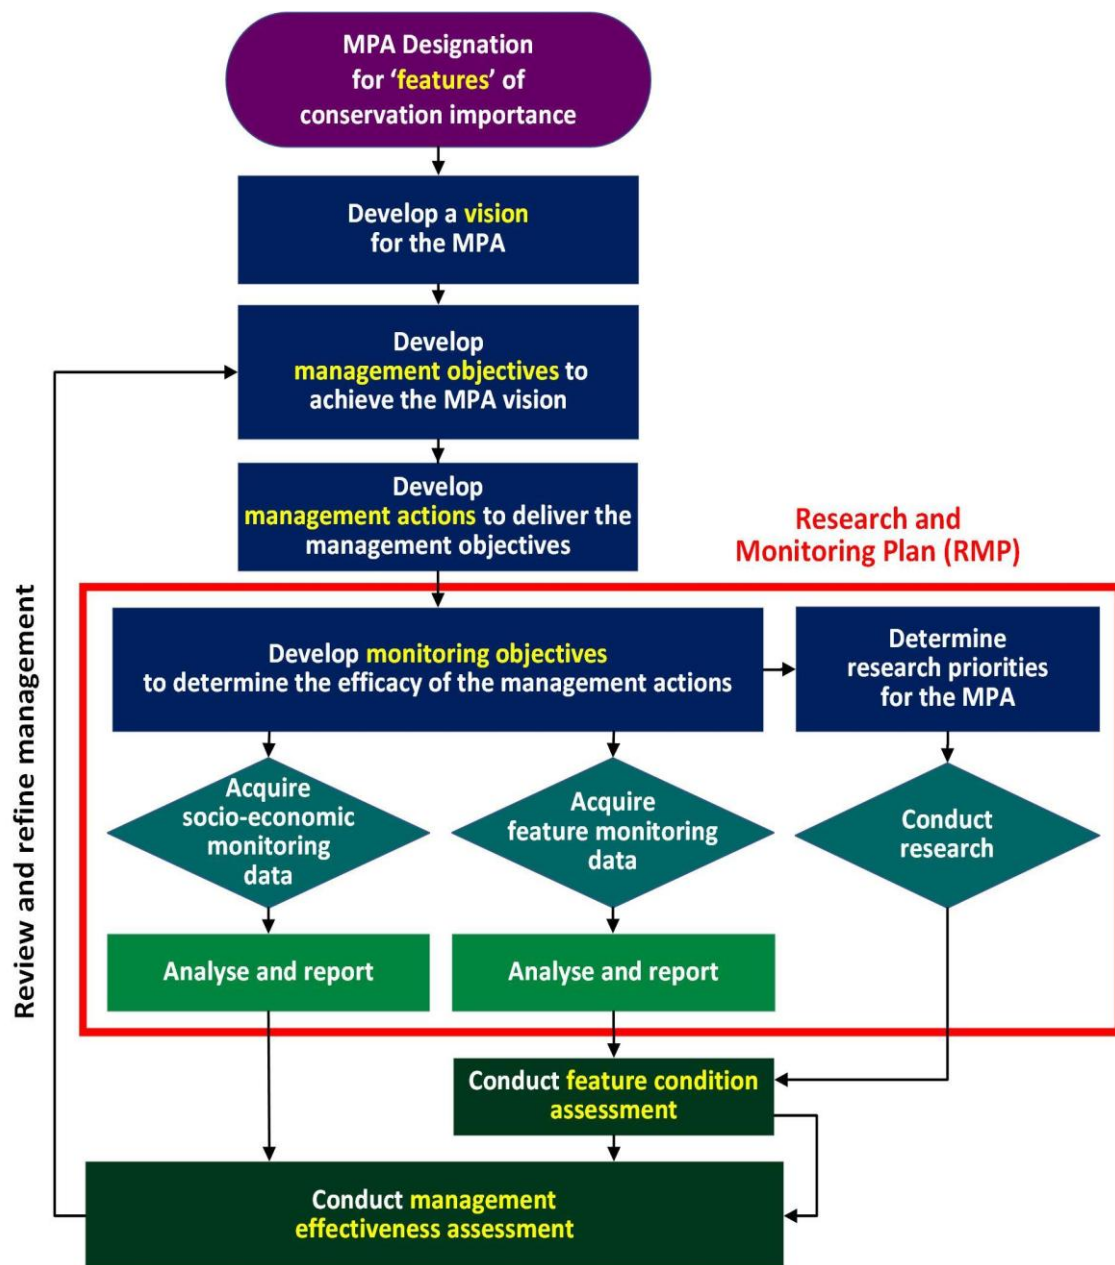 MPA Designation
for ‘features’ of
conservation importance
Develop a vision
for the MPA
Develop
management objectives to
achieve the MPA vision
Develop
management actions to deliver the
management objectives
Research and
Monitoring Plan (RMP)
Develop monitoring objectives
to determine the efficacy of the management actions
Determine
research priorities
for the MPA
Acquire
socio-economic
monitoring
data
Acquire
feature monitoring
data
Conduct
research
Analyse and report
Analyse and report
Conduct feature condition
assessment
Conduct management
effectiveness assessment
Review and refine management